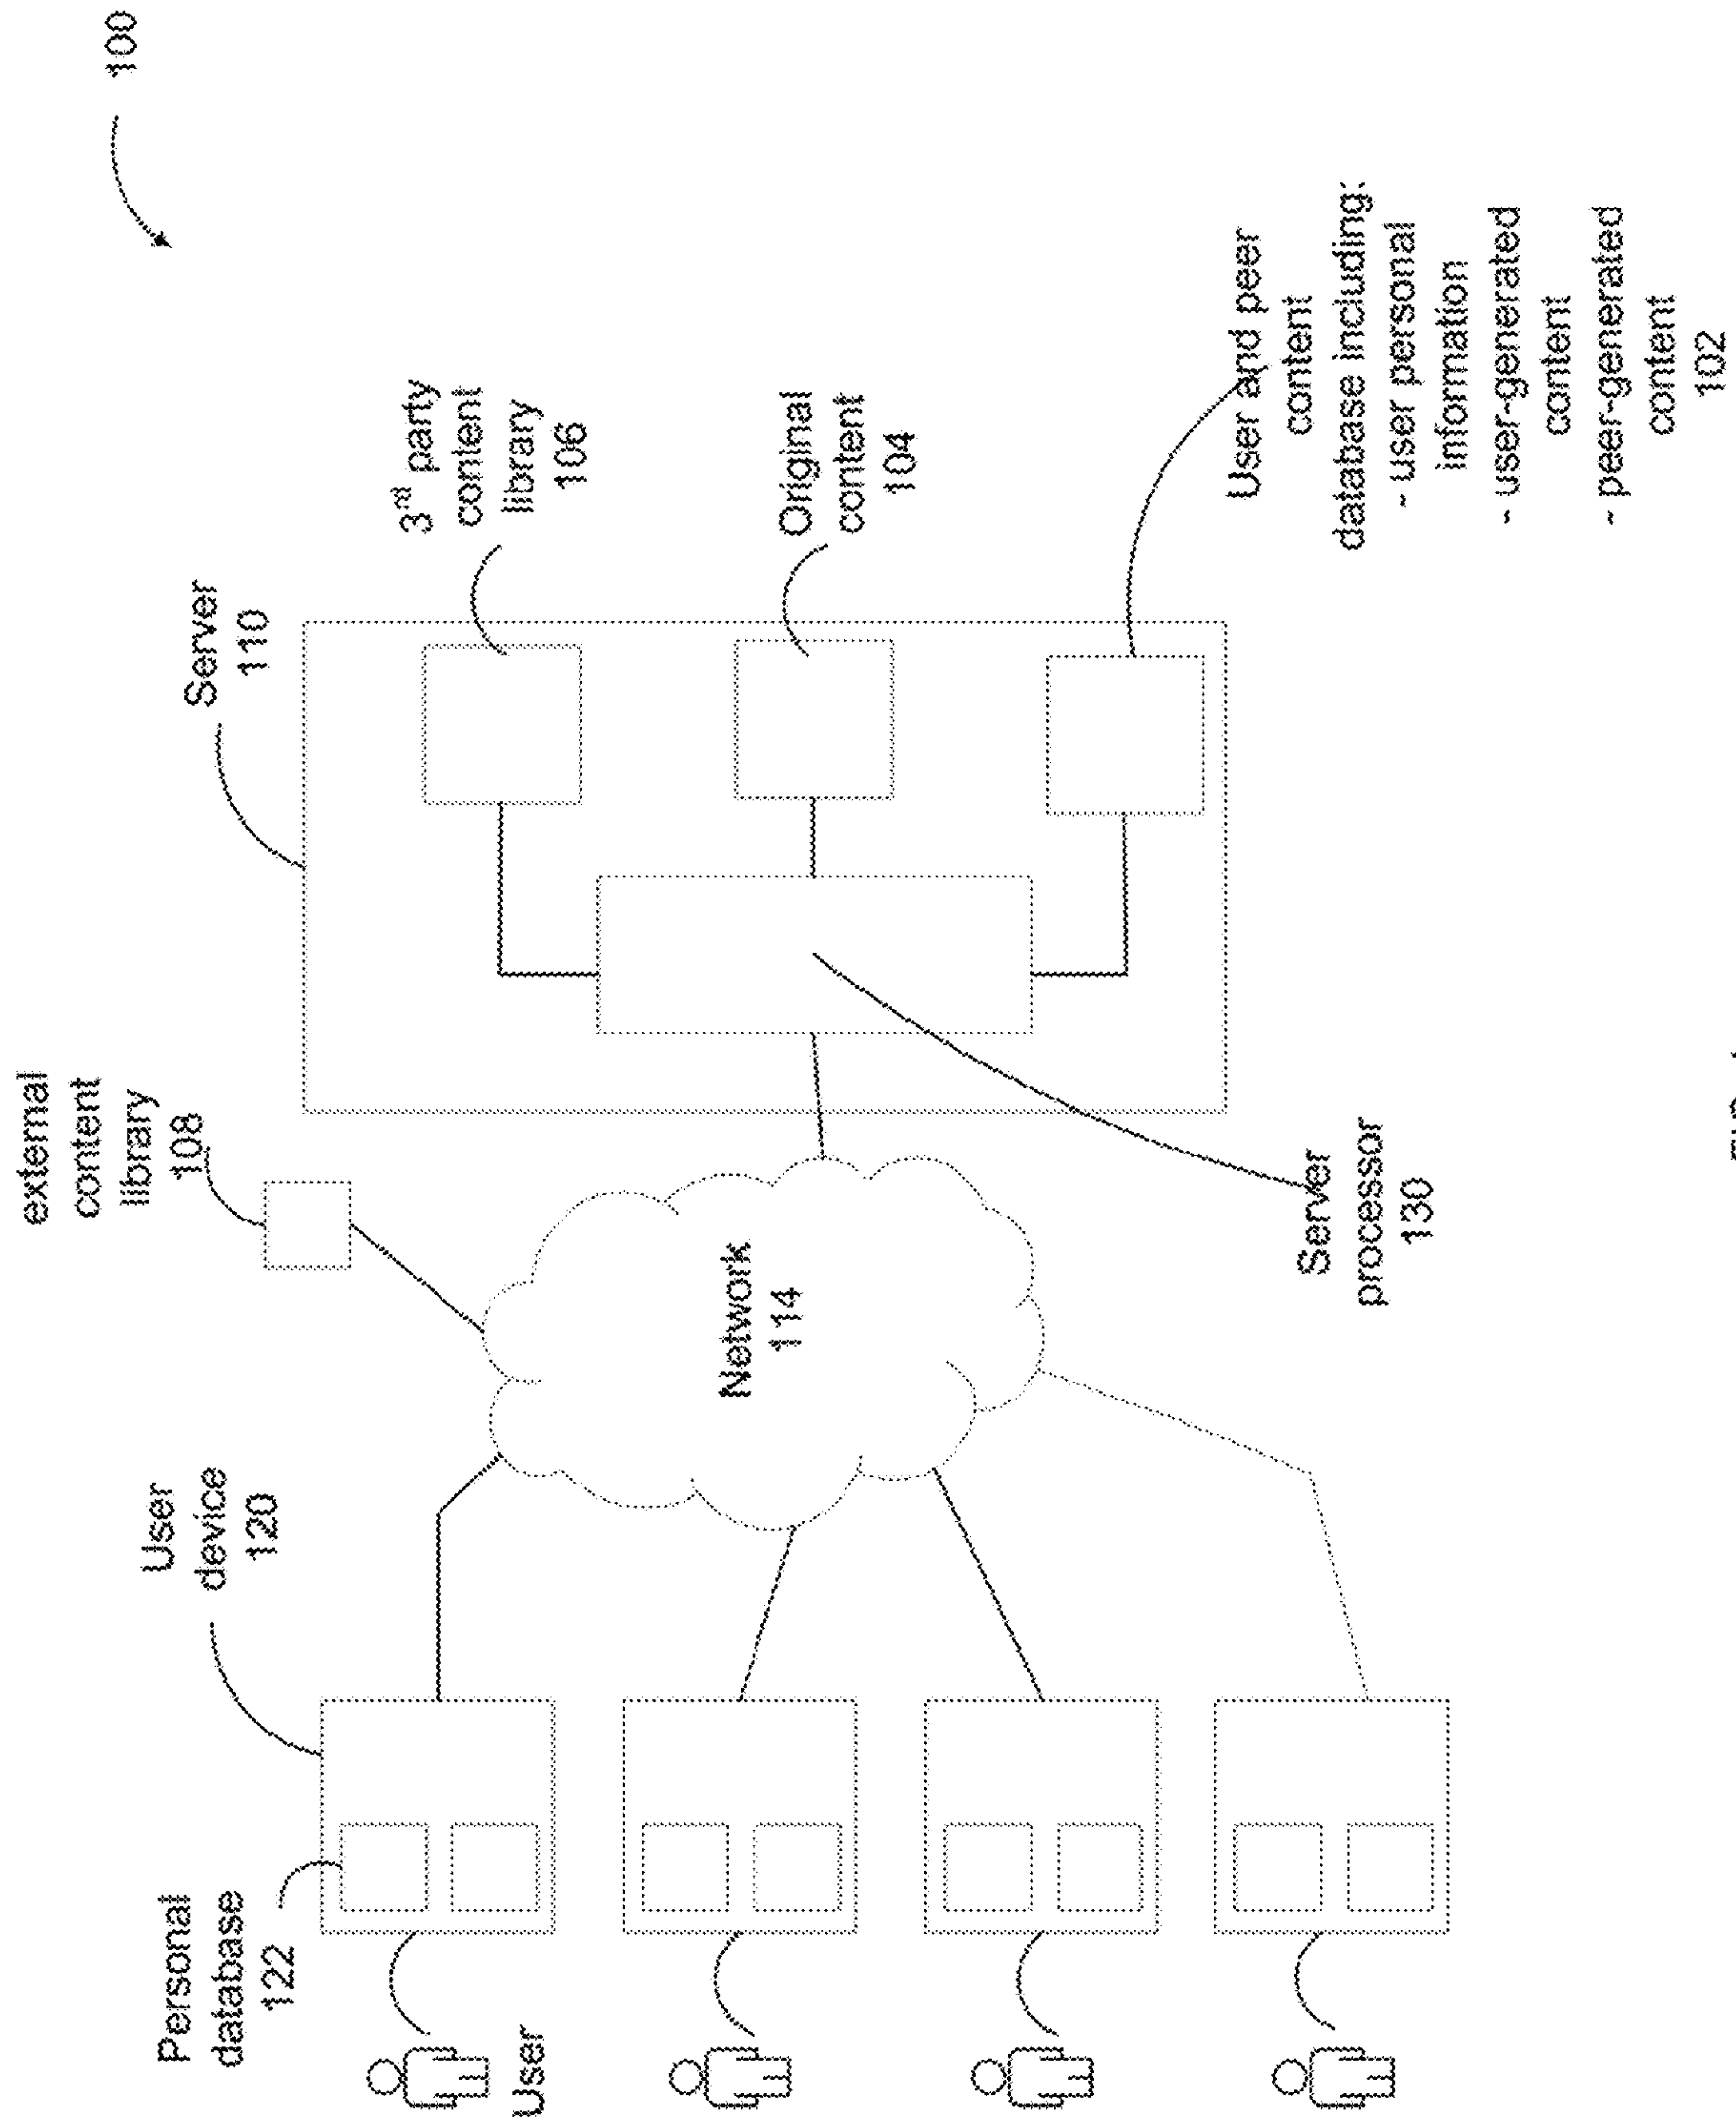 100
Server
110
3rd party
content
library
106
Original
content
104
User and peer
content
database including:
- user personal
information
- user-generated
content
- peer-generated
content
102
external
content
library
108
Network
114
Server
processor
130
User
device
120
Personal
database
122
User